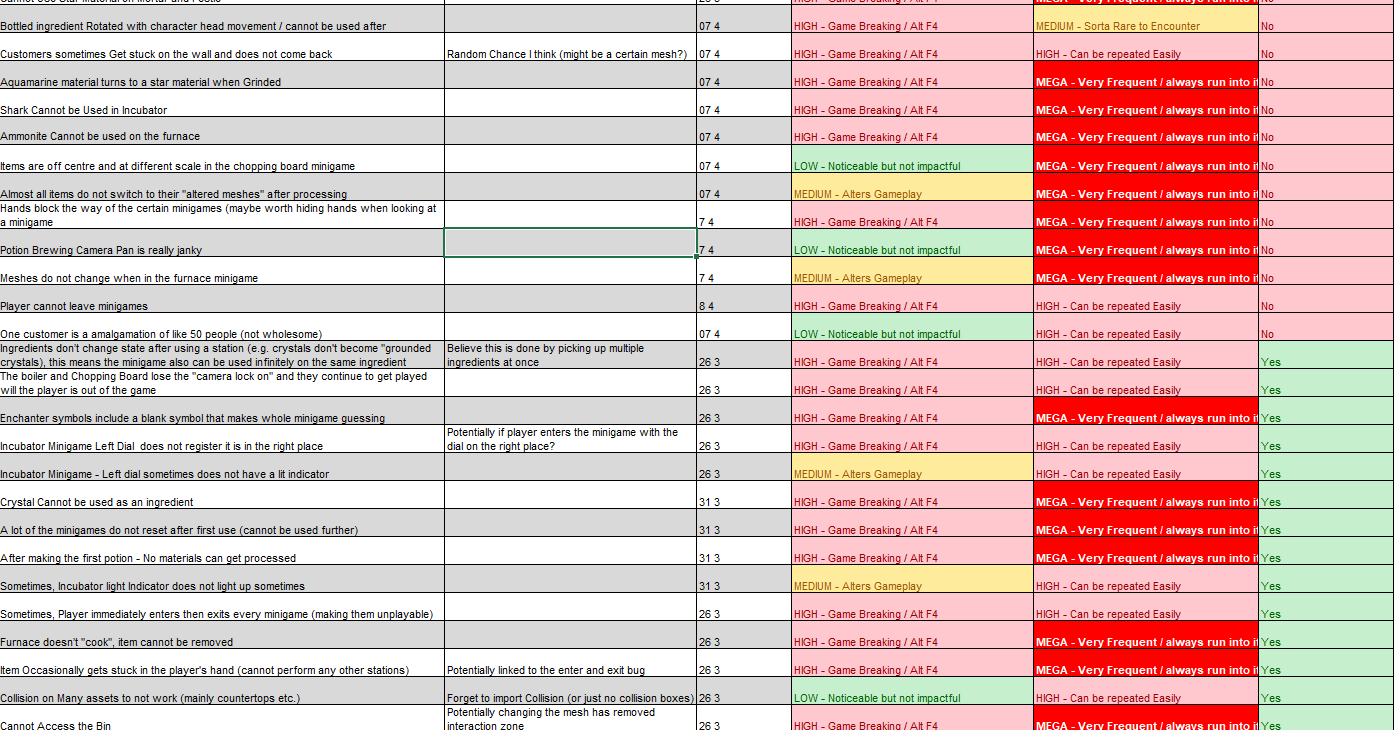 Cannot Use Star Material on Mortar and Pestle 26 3 HIGH - Game Breaking / Alt F4 MEGA - Very Frequent / always run into it No
Bottled ingredient Rotated with character head movement / cannot be used after 07 4 HIGH - Game Breaking / Alt F4 MEDIUM - Sorta Rare to Encounter No
Customers sometimes Get stuck on the wall and does not come back Random Chance I think (might be a certain mesh?) 07 4 HIGH - Game Breaking / Alt F4 HIGH - Can be repeated Easily No
Aquamarine material turns to a star material when Grinded 07 4 HIGH - Game Breaking / Alt F4 MEGA - Very Frequent / always run into it No
Shark Cannot be Used in Incubator 07 4 HIGH - Game Breaking / Alt F4 MEGA - Very Frequent / always run into it No
Ammonite Cannot be used on the furnace 07 4 HIGH - Game Breaking / Alt F4 MEGA - Very Frequent / always run into it No
Items are off centre and at different scale in the chopping board minigame 07 4 LOW - Noticeable but not impactful MEGA - Very Frequent / always run into it No
Almost all items do not switch to their "altered meshes" after processing 07 4 MEDIUM - Alters Gameplay MEGA - Very Frequent / always run into it No
Hands block the way of the certain minigames (maybe worth hiding hands when looking at
a minigame 7 4 HIGH - Game Breaking / Alt F4 MEGA - Very Frequent / always run into it No
Potion Brewing Camera Pan is really janky 7 4 LOW - Noticeable but not impactful MEGA - Very Frequent / always run into it No
Meshes do not change when in the furnace minigame 7 4 MEDIUM - Alters Gameplay MEGA - Very Frequent / always run into it No
Player cannot leave minigames 8 4 HIGH - Game Breaking / Alt F4 HIGH - Can be repeated Easily No
One customer is a amalgamation of like 50 people (not wholesome) 07 4 LOW - Noticeable but not impactful HIGH - Can be repeated Easily No
Ingredients don't change state after using a station (e.g. crystals don't become "grounded Believe this is done by picking up multiple
crystals), this means the minigame also can be used infinitely on the same ingredient ingredients at once 26 3 HIGH - Game Breaking / Alt F4 HIGH - Can be repeated Easily Yes
The boiler and Chopping Board lose the "camera lock on" and they continue to get played
will the player is out of the game 26 3 HIGH - Game Breaking / Alt F4 HIGH - Can be repeated Easily Yes
Enchanter symbols include a blank symbol that makes whole minigame guessing 26 3 HIGH - Game Breaking / Alt F4 MEGA - Very Frequent / always run into it Yes
Potentially if player enters the minigame with the
Incubator Minigame Left Dial does not register it is in the right place dial on the right place? 26 3 HIGH - Game Breaking / Alt F4 HIGH - Can be repeated Easily Yes
Incubator Minigame - Left dial sometimes does not have a lit indicator 26 3 MEDIUM - Alters Gameplay HIGH - Can be repeated Easily Yes
Crystal Cannot be used as an ingredient 31 3 HIGH - Game Breaking / Alt F4 MEGA - Very Frequent / always run into it Yes
A lot of the minigames do not reset after first use (cannot be used further) 31 3 HIGH - Game Breaking / Alt F4 MEGA - Very Frequent / always run into it Yes
After making the first potion - No materials can get processed 31 3 HIGH - Game Breaking / Alt F4 MEGA - Very Frequent / always run into it Yes
Sometimes, Incubator light Indicator does not light up sometimes 31 3 MEDIUM - Alters Gameplay HIGH - Can be repeated Easily Yes
Sometimes, Player immediately enters then exits every minigame (making them unplayable) 26 3 HIGH - Game Breaking / Alt F4 HIGH - Can be repeated Easily Yes
Furnace doesn't "cook", item cannot be removed 26 3 HIGH - Game Breaking / Alt F4 MEGA - Very Frequent / always run into it Yes
Item Occasionally gets stuck in the player's hand (cannot perform any other stations) Potentially linked to the enter and exit bug 26 3 HIGH - Game Breaking / Alt F4 MEGA - Very Frequent / always run into it Yes
Collision on Many assets to not work (mainly countertops etc.) Forget to import Collision (or just no collision boxes) 26 3 LOW - Noticeable but not impactful HIGH - Can be repeated Easily Yes
Potentially changing the mesh has removed
Cannot Access the Bin interaction zone 26 3 HIGH - Game Breaking / Alt F4 MEGA - Very Frequent / always run into it Yes